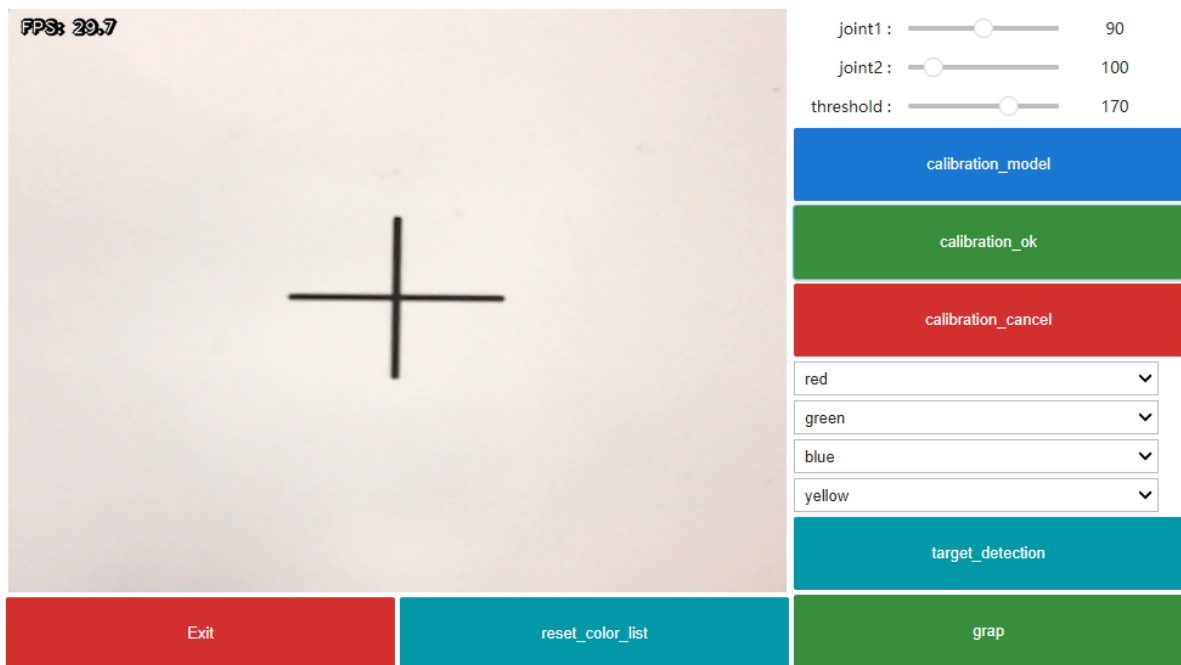 FPS: 29.7
joint1 : 90
joint2 : 100
threshold : 170
calibration_model
calibration_ok
calibration_cancel
red
green
blue
yellow
target_detection
Exit
reset_color_list
grap